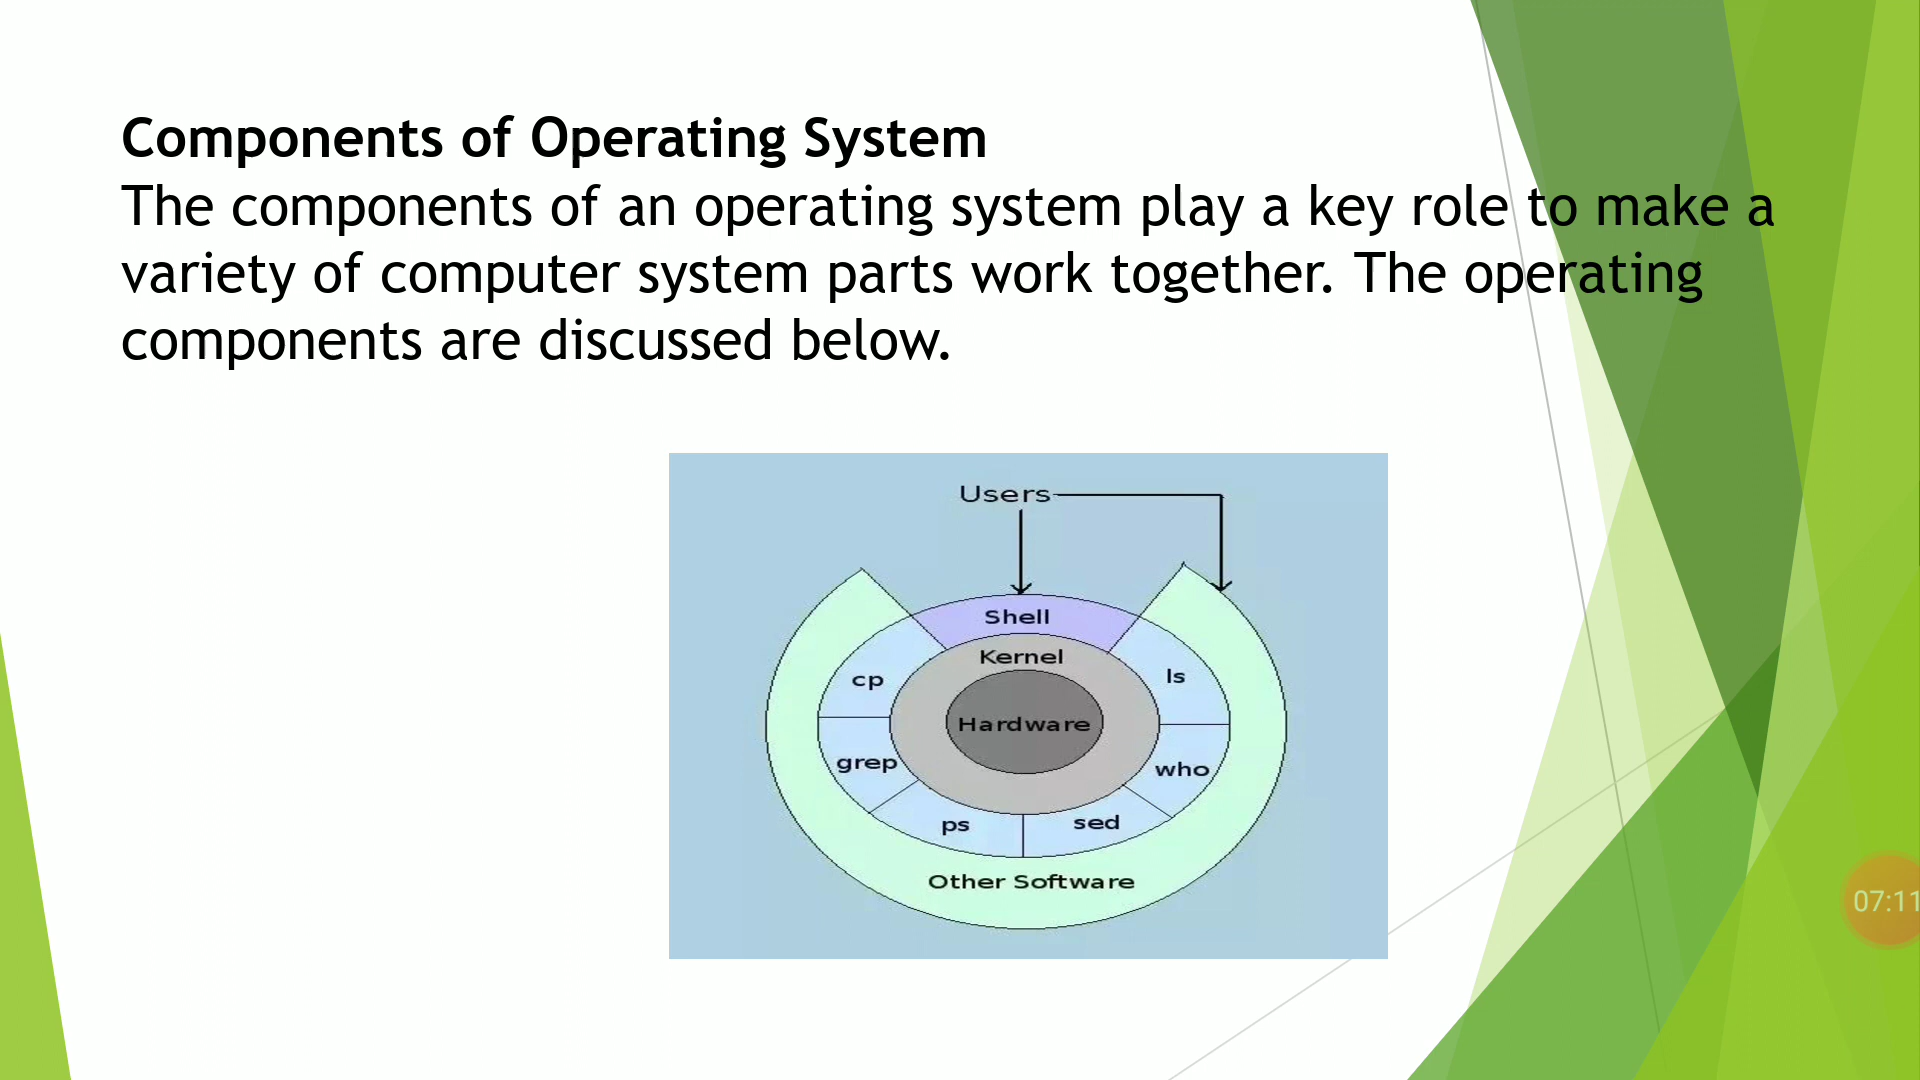 Components of Operating System
The components of an operating system play a key role to make a
variety of computer system parts work together. The operating
components are discussed below.
Users
Shell
Kernel
cp
ls
Hardware
grep
who
ps
sed
Other Software
07:11